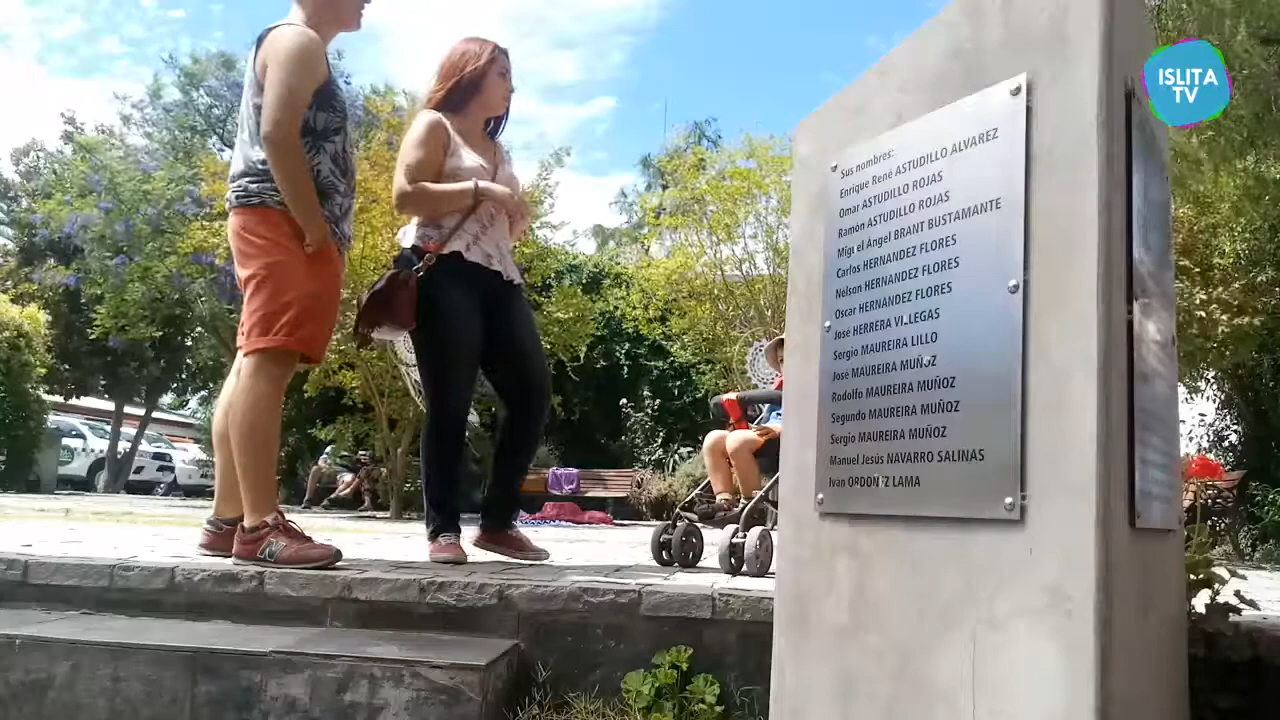 ISLITA
TV
Sus nombres:
Enrique René ASTUDILLO ALVAREZ
Omar ASTUDILLO ROJAS
Ramón ASTUDILLO ROJAS
Miguel Ángel BRANT BUSTAMANTE
Carlos HERNANDEZ FLORES
Nelson HERNANDEZ FLORES
Oscar HERNANDEZ FLORES
José HERRERA VILLEGAS
Sergio MAUREIRA LILLO
José MAUREIRA MUÑOZ
Rodolfo MAUREIRA MUÑOZ
Segundo MAUREIRA MUÑOZ
Sergio MAUREIRA MUÑOZ
Manuel Jesús NAVARRO SALINAS
Ivan ORDOÑEZ LAMA